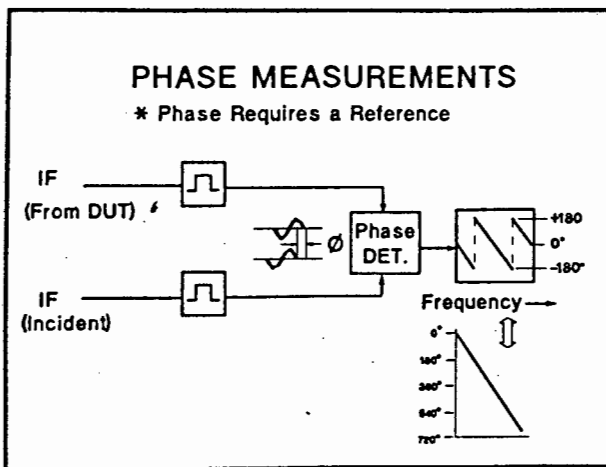 PHASE MEASUREMENTS
* Phase Requires a Reference
IF
(From DUT)
Ø
Phase
DET.
+180
0°
-180°
IF
(Incident)
Frequency
0°
180°
360°
540°
720°